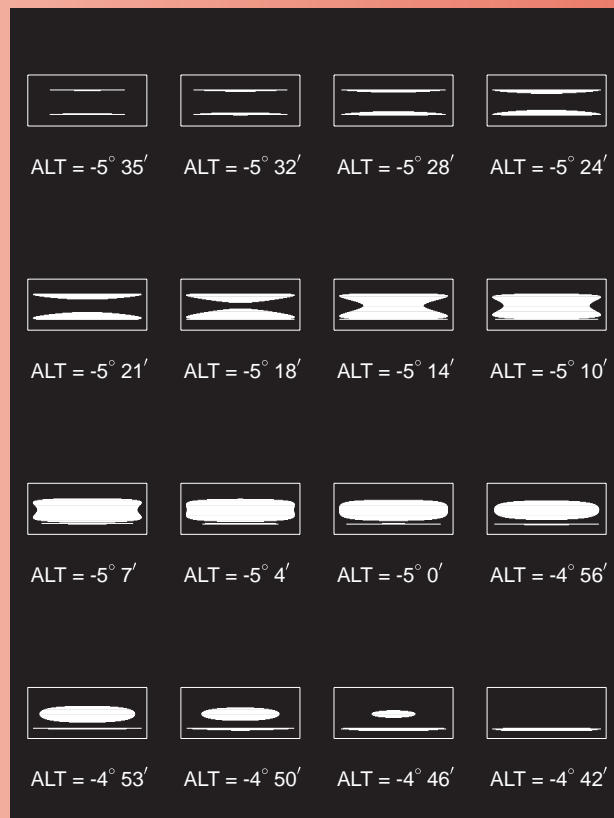 ALT = -5° 35′ ALT = -5° 32′ ALT = -5° 28′ ALT = -5° 24′
ALT = -5° 21′ ALT = -5° 18′ ALT = -5° 14′ ALT = -5° 10′
ALT = -5° 7′ ALT = -5° 4′ ALT = -5° 0′ ALT = -4° 56′
ALT = -4° 53′ ALT = -4° 50′ ALT = -4° 46′ ALT = -4° 42′